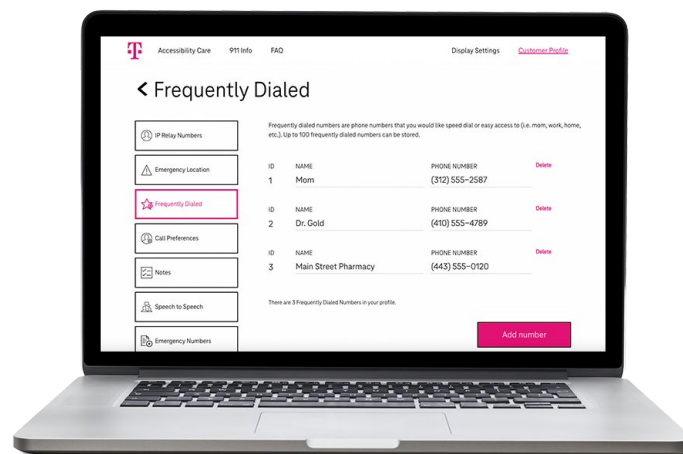 T Accessibility Care 911 Info FAQ Display Settings Customer Profile
< Frequently Dialed
IP Relay Numbers
Emergency Location
Frequently Dialed
Call Preferences
Notes
Speech to Speech
Emergency Numbers
Frequently dialed numbers are phone numbers that you would like speed dial or easy access to (i.e. mom, work, home,
etc.). Up to 100 frequently dialed numbers can be stored.
ID NAME PHONE NUMBER Delete
1 Mom (312) 555-2587
ID NAME PHONE NUMBER Delete
2 Dr. Gold (410) 555-4789
ID NAME PHONE NUMBER Delete
3 Main Street Pharmacy (443) 555-0120
There are 3 Frequently Dialed Numbers in your profile.
Add number